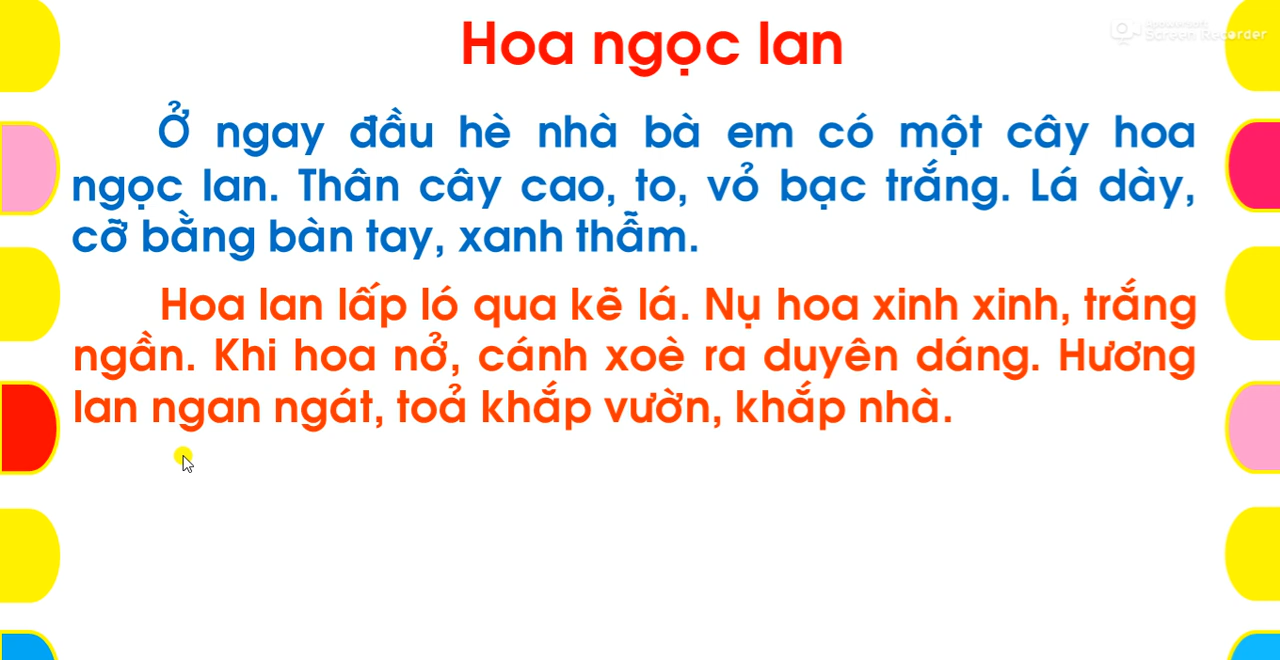 Hoa ngọc lan
Apowersoft
Screen Recorder
Ở ngay đầu hè nhà bà em có một cây hoa
ngọc lan. Thân cây cao, to, vỏ bạc trắng. Lá dày,
cỡ bằng bàn tay, xanh thẫm.
Hoa lan lấp ló qua kẽ lá. Nụ hoa xinh xinh, trắng
ngần. Khi hoa nở, cánh xoè ra duyên dáng. Hương
lan ngan ngát, toả khắp vườn, khắp nhà.